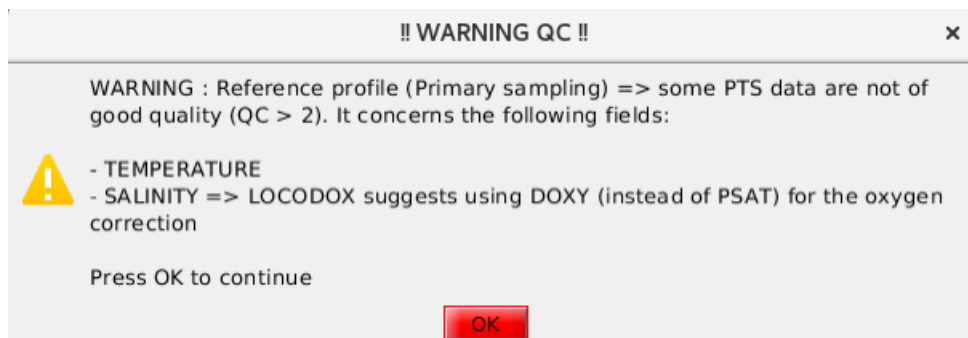 !! WARNING QC !!
WARNING : Reference profile (Primary sampling) => some PTS data are not of
good quality (QC > 2). It concerns the following fields:
- TEMPERATURE
- SALINITY => LOCODOX suggests using DOXY (instead of PSAT) for the oxygen
correction
Press OK to continue
OK